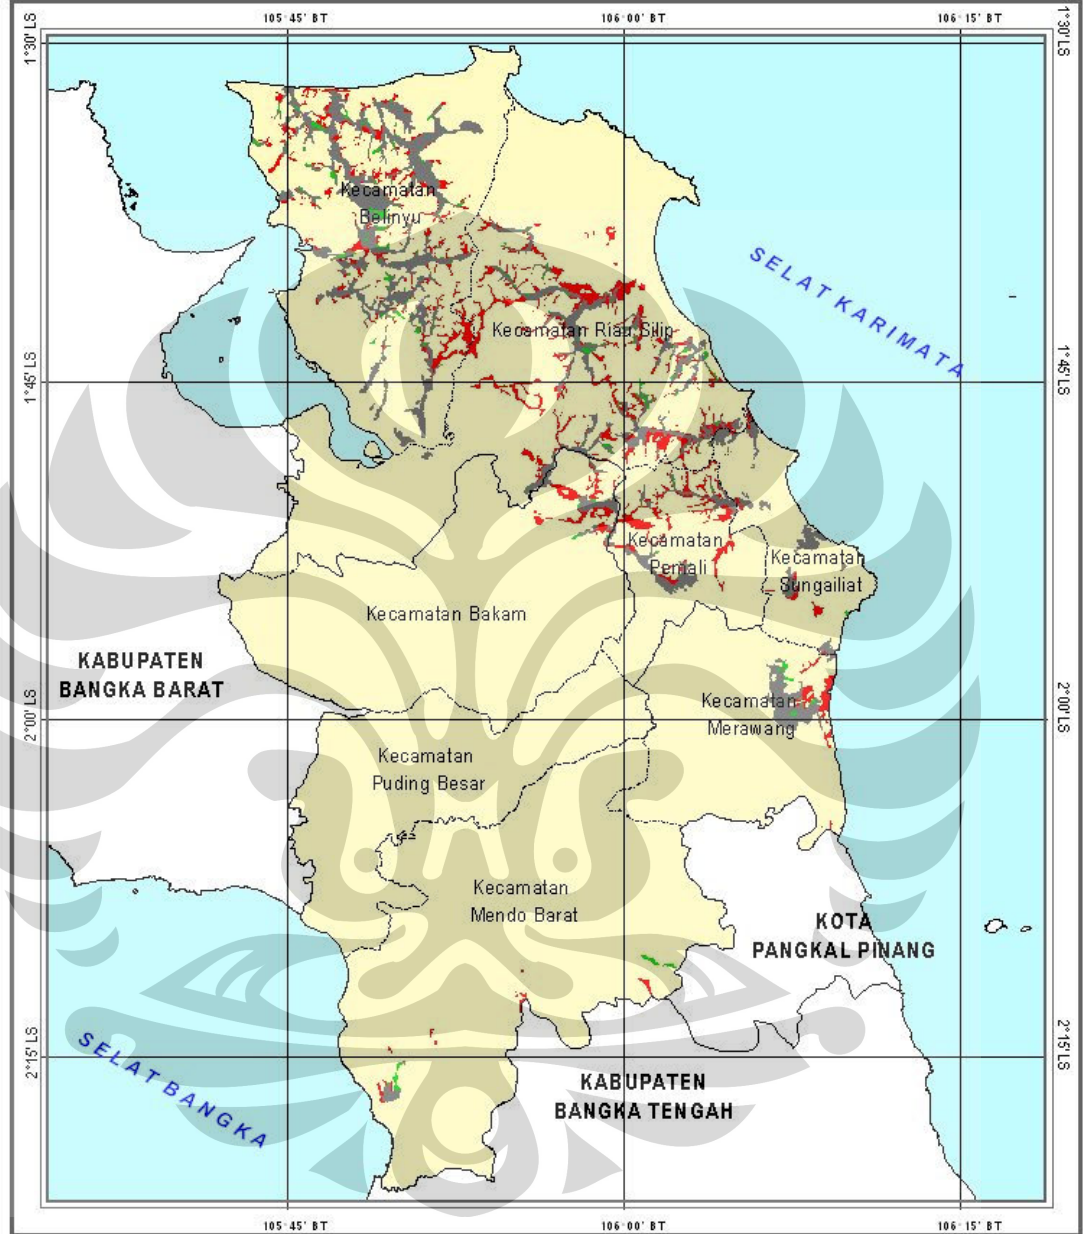 105°45' BT
106°00' BT
106°15' BT
1°30' LS
1°30' LS
Kecamatan
Belinyu
SELAT KARIMATA
Kecamatan Riau Silip
1°45' LS
1°45' LS
Kecamatan
Pemali
Kecamatan
Sungailiat
Kecamatan Bakam
KABUPATEN
BANGKA BARAT
Kecamatan
Merawang
2°00' LS
2°00' LS
Kecamatan
Puding Besar
Kecamatan
Mendo Barat
KOTA
PANGKAL PINANG
2°15' LS
2°15' LS
SELAT BANGKA
KABUPATEN
BANGKA TENGAH
105°45' BT
106°00' BT
106°15' BT